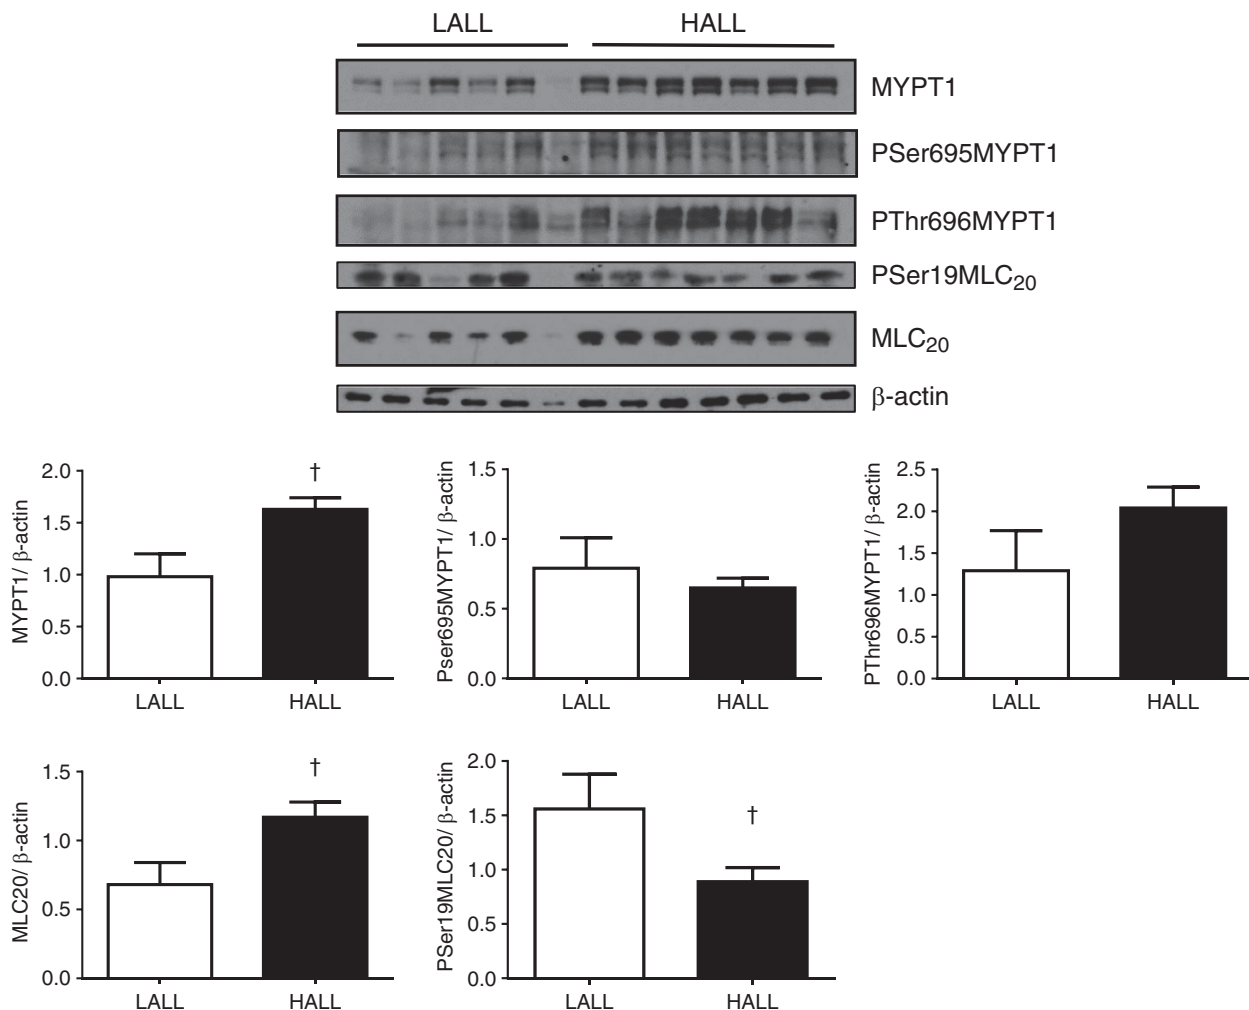 LALL HALL
MYPT1
PSer695MYPT1
PThr696MYPT1
PSer19MLC20
MLC20
β-actin
MYPT1/ β-actin
2.0
1.5
1.0
0.5
0.0
†
LALL HALL
Pser695MYPT1/ β-actin
1.5
1.0
0.5
0.0
LALL HALL
PThr696MYPT1/ β-actin
2.5
2.0
1.5
1.0
0.5
0.0
LALL HALL
MLC20/ β-actin
1.5
1.0
0.5
0.0
†
LALL HALL
PSer19MLC20/ β-actin
2.0
1.5
1.0
0.5
0.0
†
LALL HALL